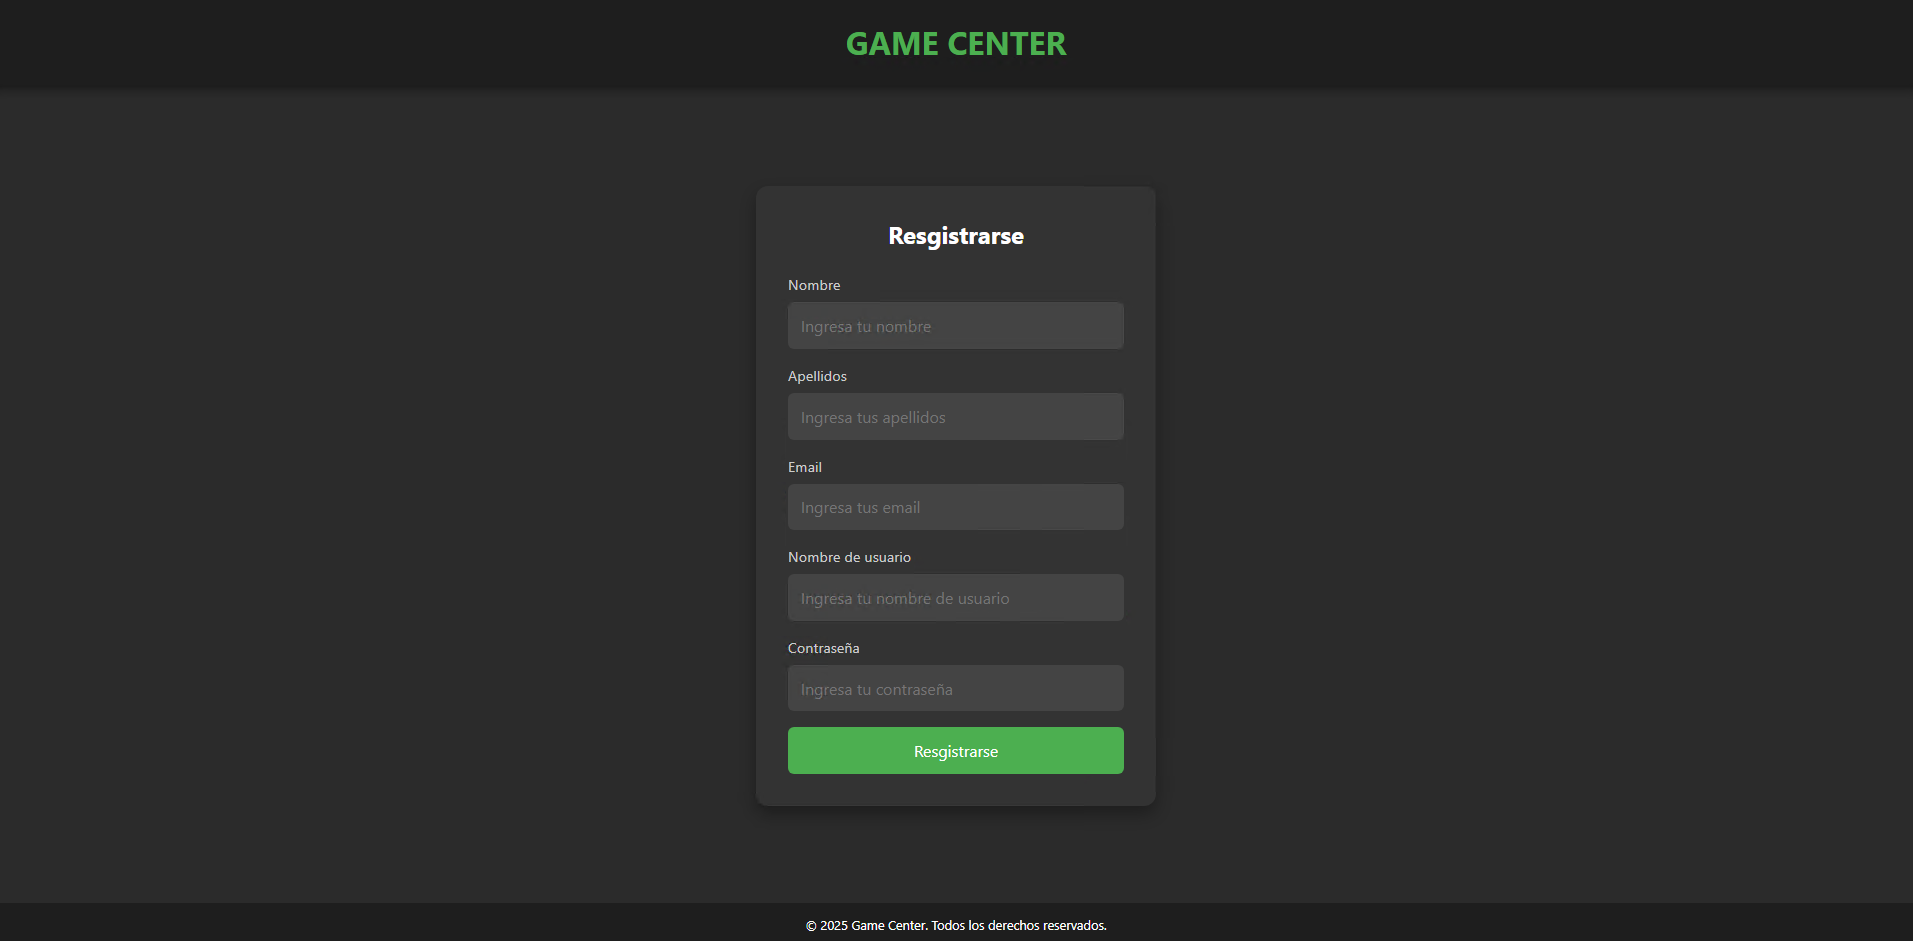 GAME CENTER
Resgistrarse
Nombre
Ingresa tu nombre
Apellidos
Ingresa tus apellidos
Email
Ingresa tus email
Nombre de usuario
Ingresa tu nombre de usuario
Contraseña
Ingresa tu contraseña
Resgistrarse
© 2025 Game Center. Todos los derechos reservados.